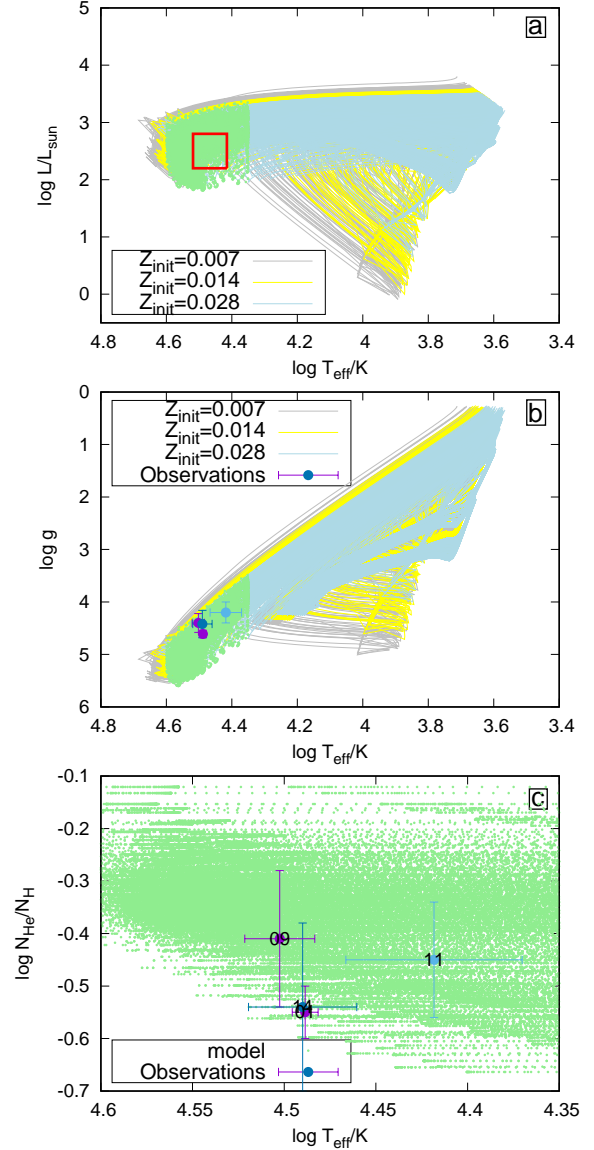 a
5
4
3
2
1
0
log L/L_sun
Z_init=0.007
Z_init=0.014
Z_init=0.028
4.8 4.6 4.4 4.2 4 3.8 3.6 3.4
log T_eff/K
b
0
1
2
3
4
5
6
log g
Z_init=0.007
Z_init=0.014
Z_init=0.028
Observations
4.8 4.6 4.4 4.2 4 3.8 3.6 3.4
log T_eff/K
c
-0.1
-0.2
-0.3
-0.4
-0.5
-0.6
-0.7
log N_He/N_H
09
11
14
model
Observations
4.6 4.55 4.5 4.45 4.4 4.35
log T_eff/K